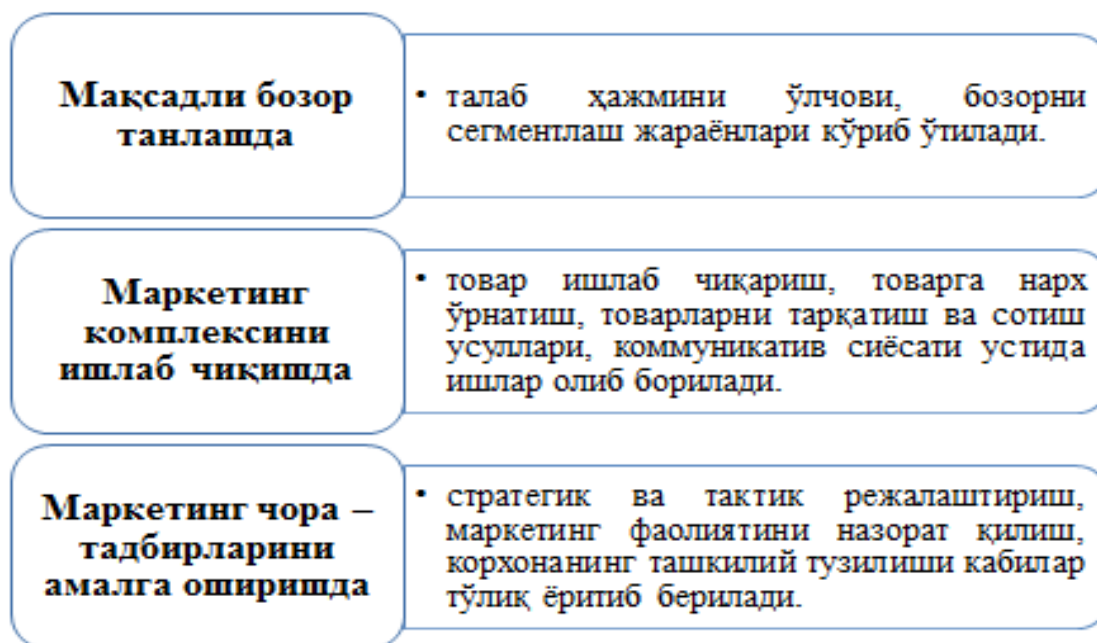 Мақсадли бозор
танлашда
• талаб ҳажмини ўлчови, бозорни
сегментлаш жараёнлари кўриб ўтилади.
Маркетинг
комплексини
ишлаб чиқишда
• товар ишлаб чиқариш, товарга нарх
ўрнатиш, товарларни тарқатиш ва сотиш
усуллари, коммуникатив сиёсати устида
ишлар олиб борилади.
Маркетинг чора –
тадбирларини
амалга оширишда
• стратегик ва тактик режалаштириш,
маркетинг фаолиятини назорат қилиш,
корхонанинг ташкилий тузилиши кабилар
тўлиқ ёритиб берилади.